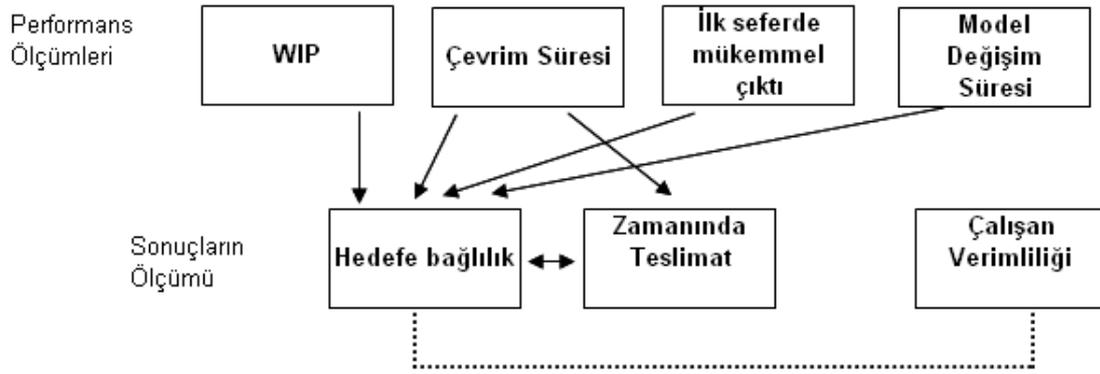 Performans
Ölçümleri
WIP
Çevrim Süresi
İlk seferde
mükemmel
çıktı
Model
Değişim
Süresi
Sonuçların
Ölçümü
Hedefe bağlılık
Zamanında
Teslimat
Çalışan
Verimliliği